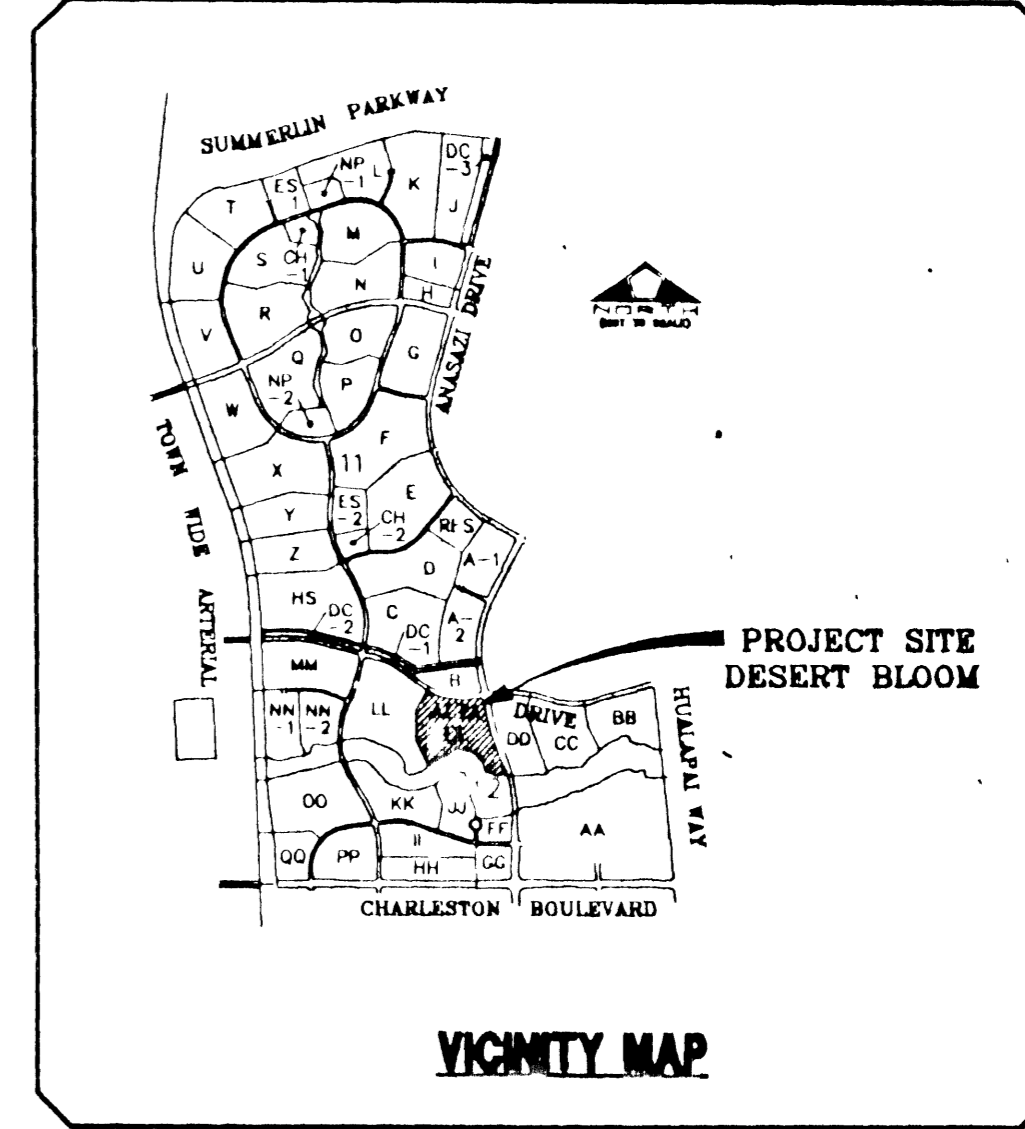 SUMMERLIN PARKWAY
DC
-3
NP
-1
L
K
ES
1
T
J
M
S
CH
-1
U
I
N
H
R
V
O
G
ANASAZI DRIVE
NORTH
Q
NP
-2
P
W
F
11
TOWN WIDE ARTERIAL
X
E
ES
-2
CH
-2
Y
Z
D
A-1
HS
DC
-2
C
A-
2
DC
-1
PROJECT SITE
DESERT BLOOM
MM
LL
NN
-1
NN
-2
DRIVE
DD
CC
BB
HUALAPAI WAY
OO
KK
JJ
FF
AA
QQ
PP
II
HH
GG
CHARLESTON BOULEVARD
VICINITY MAP